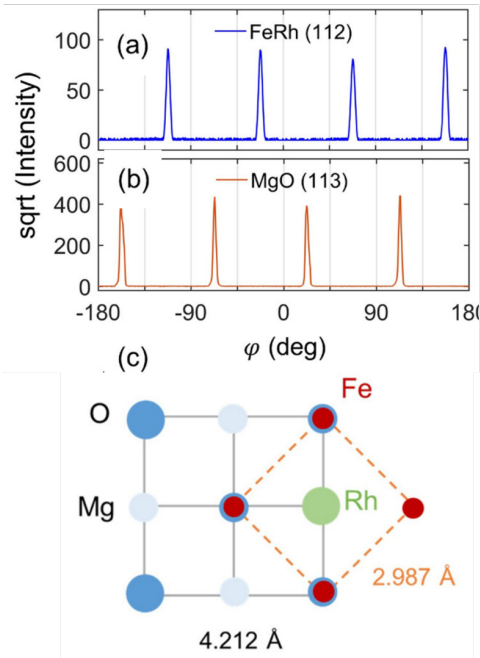 (a)
FeRh (112)
100
50
0
sqrt (Intensity)
(b)
MgO (113)
600
400
200
0
-180 -90 0 90 180
φ (deg)
(c)
O
Fe
Mg
Rh
2.987 Å
4.212 Å